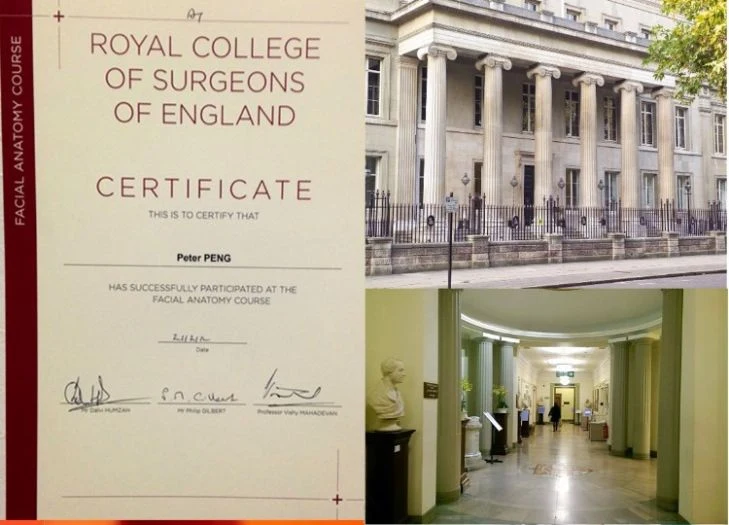 FACIAL ANATOMY COURSE
ROYAL COLLEGE
OF SURGEONS
OF ENGLAND
CERTIFICATE
THIS IS TO CERTIFY THAT
Peter PENG
HAS SUCCESSFULLY PARTICIPATED AT THE
FACIAL ANATOMY COURSE
Date
Mr Dalvi HUMZAH
Mr Philip GILBERT
Professor Vishy MAHADEVAN